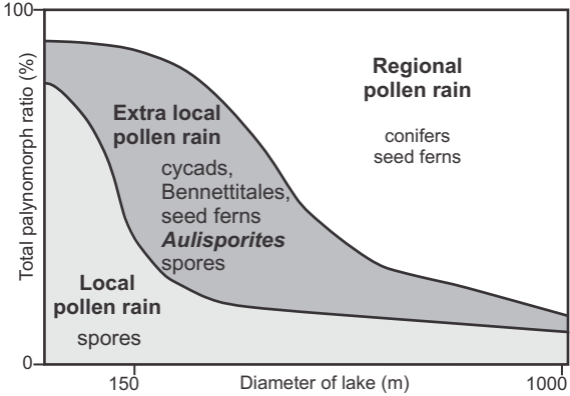 100
Total palynomorph ratio (%)
0
Regional
pollen rain
conifers
seed ferns
Extra local
pollen rain
cycads,
Bennettitales,
seed ferns
Aulisporites
spores
Local
pollen rain
spores
150
Diameter of lake (m)
1000